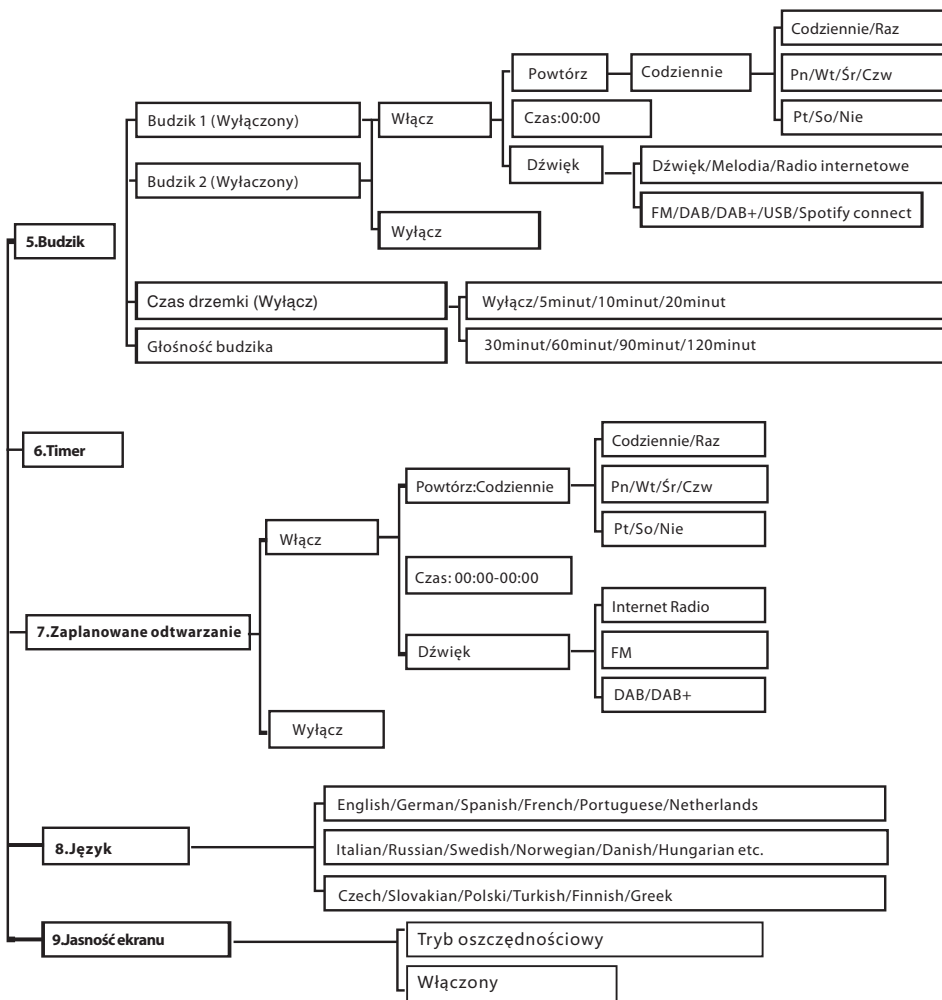 5.Budzik
Budzik 1 (Wyłączony)
Budzik 2 (Wyłaczony)
Włącz
Powtórz
Codziennie
Codziennie/Raz
Pn/Wt/Śr/Czw
Pt/So/Nie
Czas:00:00
Dźwięk
Dźwięk/Melodia/Radio internetowe
FM/DAB/DAB+/USB/Spotify connect
Wyłącz
Czas drzemki (Wyłącz)
Wyłącz/5minut/10minut/20minut
Głośność budzika
30minut/60minut/90minut/120minut
6.Timer
7.Zaplanowane odtwarzanie
Włącz
Powtórz:Codziennie
Codziennie/Raz
Pn/Wt/Śr/Czw
Pt/So/Nie
Czas: 00:00-00:00
Dźwięk
Internet Radio
FM
DAB/DAB+
Wyłącz
8.Język
English/German/Spanish/French/Portuguese/Netherlands
Italian/Russian/Swedish/Norwegian/Danish/Hungarian etc.
Czech/Slovakian/Polski/Turkish/Finnish/Greek
9.Jasność ekranu
Tryb oszczędnościowy
Włączony